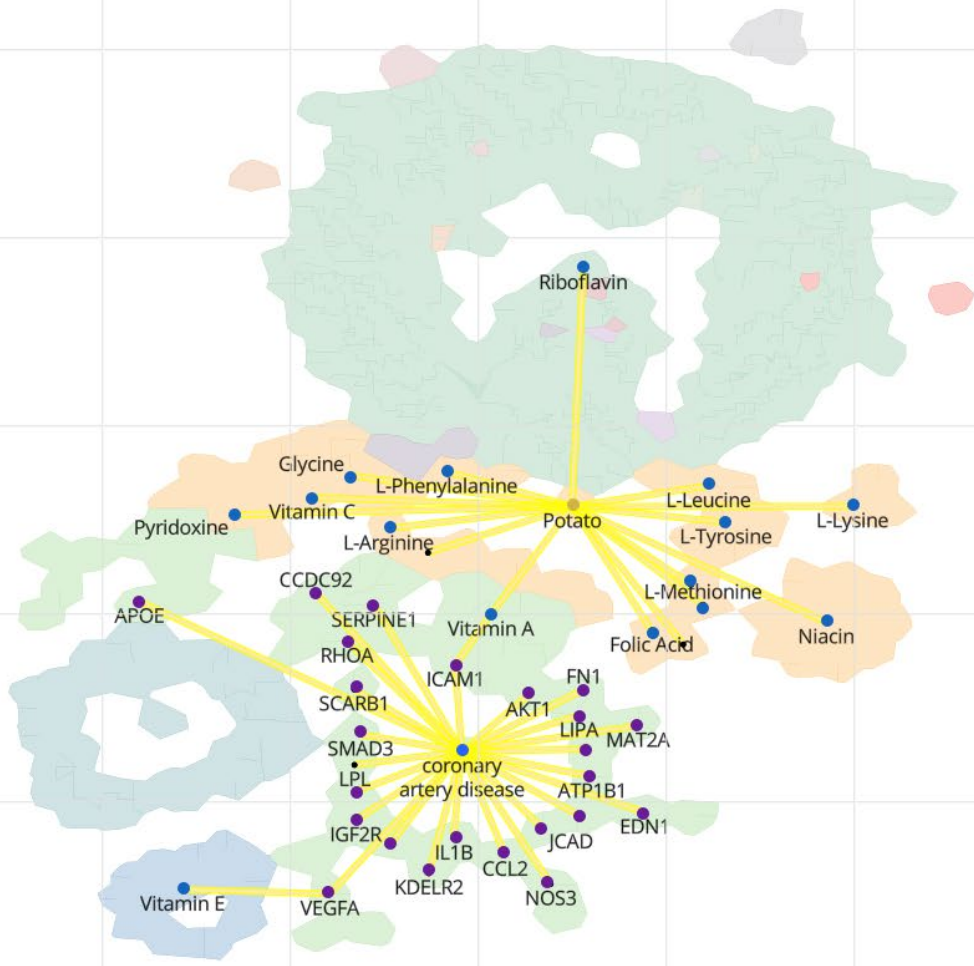 Riboflavin
Glycine
L-Phenylalanine
L-Leucine
Vitamin C
Pyridoxine
Potato
L-Lysine
L-Arginine
L-Tyrosine
CCDC92
L-Methionine
APOE
SERPINE1
Vitamin A
Niacin
RHOA
Folic Acid
ICAM1
FN1
SCARB1
AKT1
LIPA
MAT2A
SMAD3
coronary
artery disease
LPL
ATP1B1
IGF2R
EDN1
JCAD
IL1B
CCL2
KDELR2
NOS3
Vitamin E
VEGFA